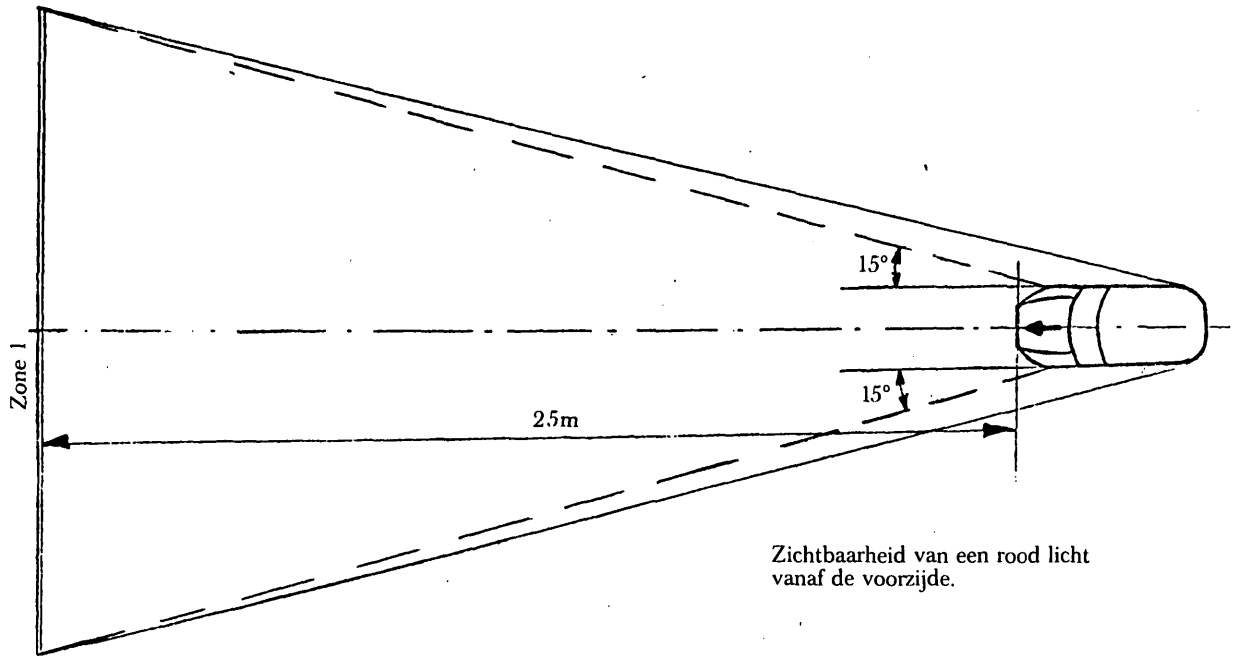 15°
Zone 1
15°
25m
Zichtbaarheid van een rood licht
vanaf de voorzijde.